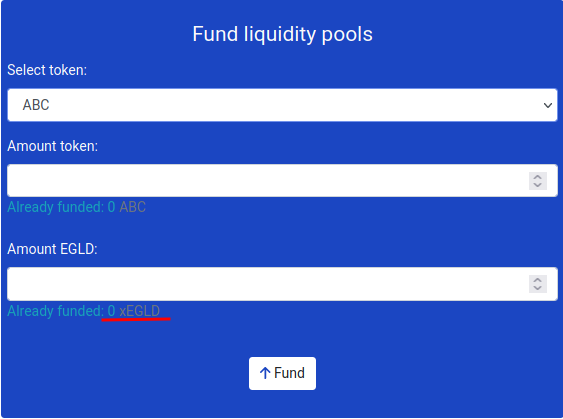 Fund liquidity pools
Select token:
ABC
Amount token:
Already funded: 0 ABC
Amount EGLD:
Already funded: 0 xEGLD
Fund